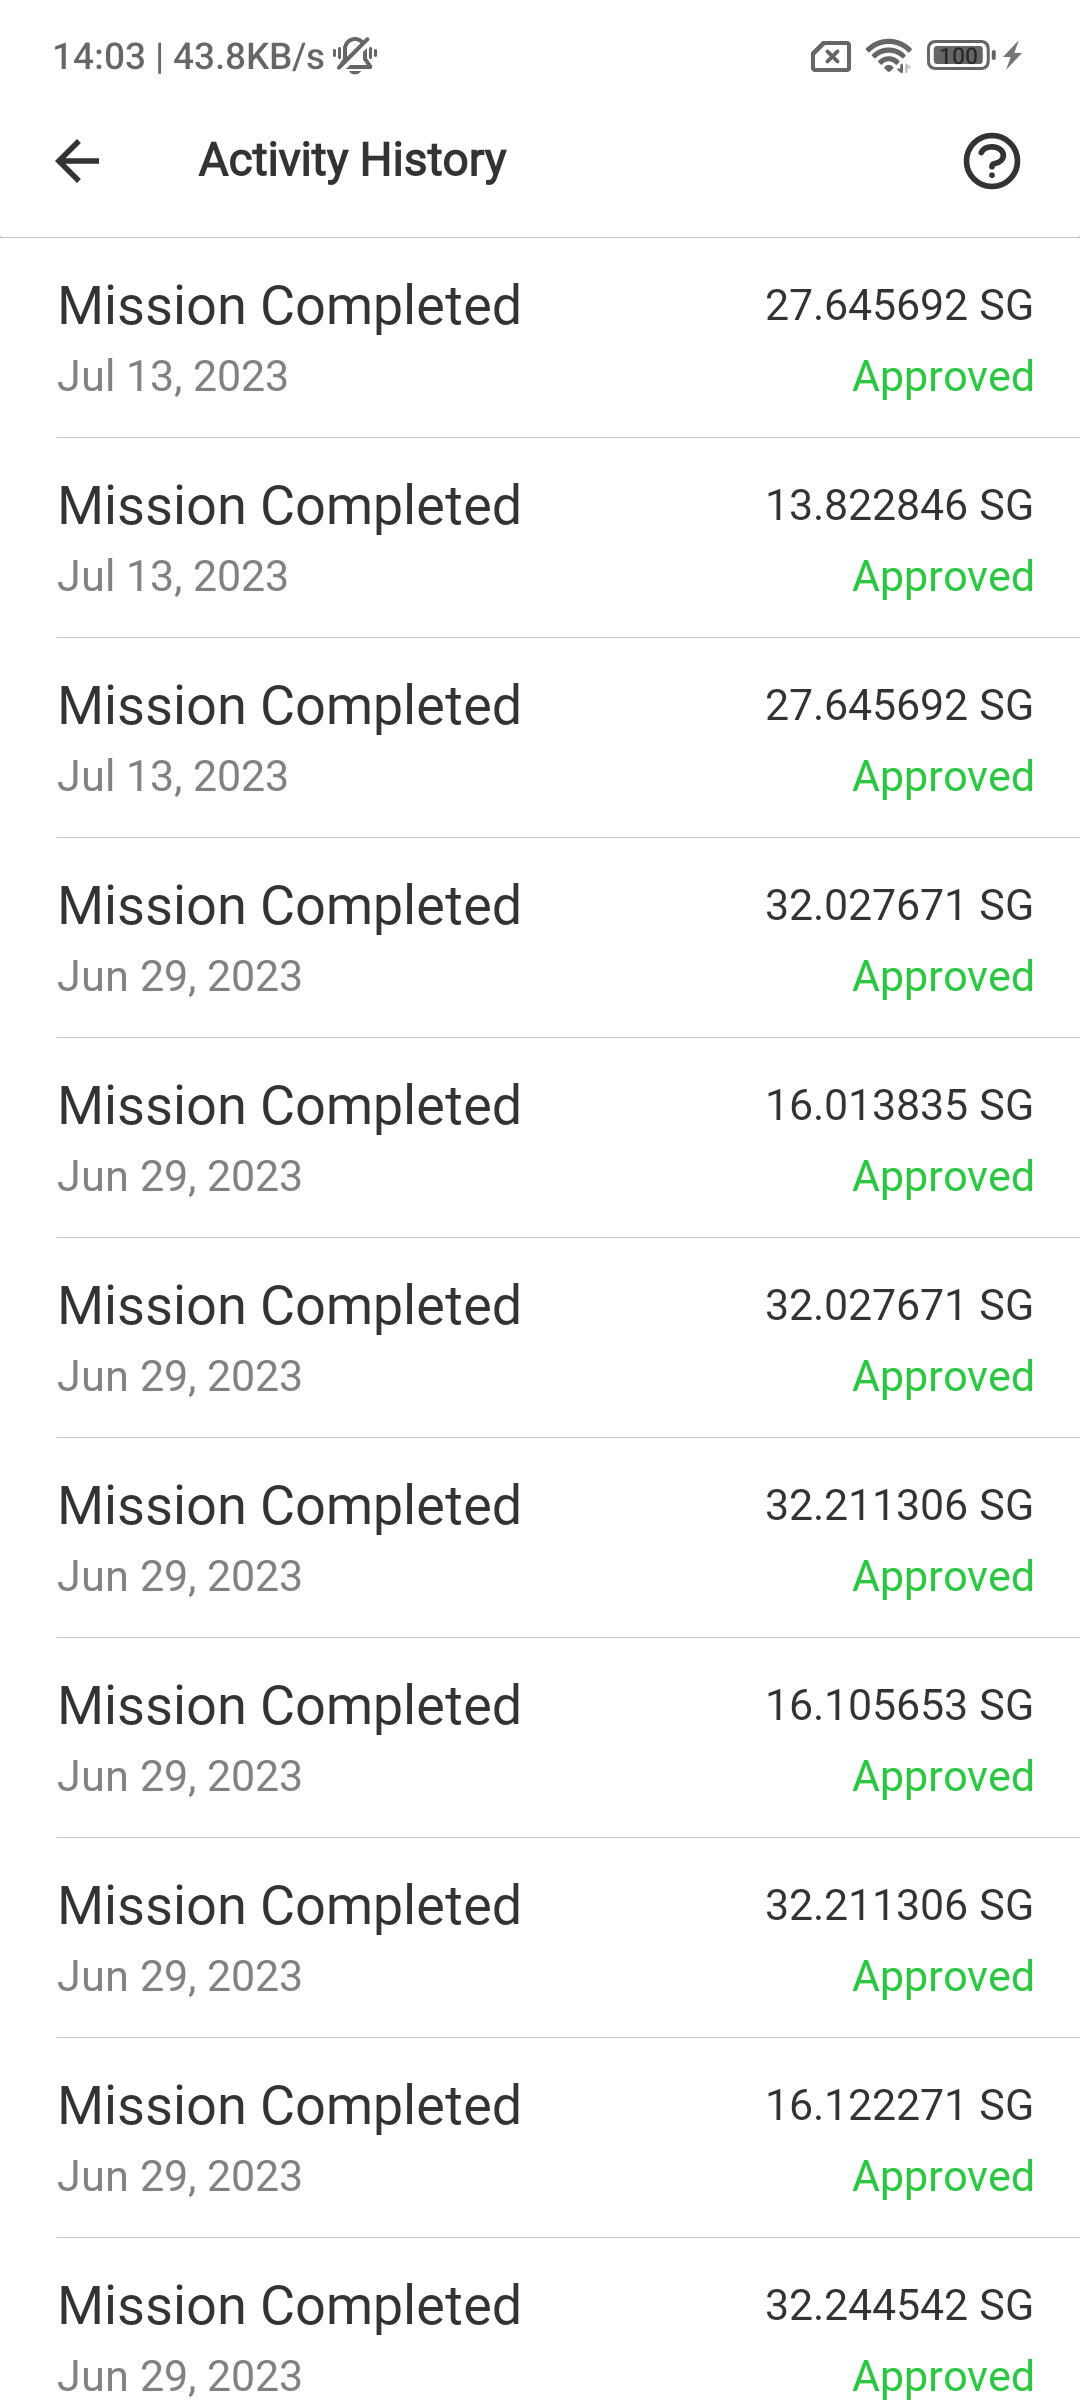 14:03 | 43.8KB/s
100
Activity History
Mission Completed 27.645692 SG
Jul 13, 2023 Approved
Mission Completed 13.822846 SG
Jul 13, 2023 Approved
Mission Completed 27.645692 SG
Jul 13, 2023 Approved
Mission Completed 32.027671 SG
Jun 29, 2023 Approved
Mission Completed 16.013835 SG
Jun 29, 2023 Approved
Mission Completed 32.027671 SG
Jun 29, 2023 Approved
Mission Completed 32.211306 SG
Jun 29, 2023 Approved
Mission Completed 16.105653 SG
Jun 29, 2023 Approved
Mission Completed 32.211306 SG
Jun 29, 2023 Approved
Mission Completed 16.122271 SG
Jun 29, 2023 Approved
Mission Completed 32.244542 SG
Jun 29, 2023 Approved